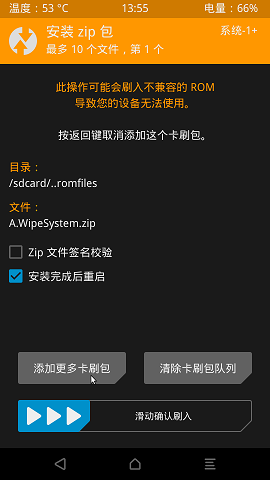 温度：53 °C 13:55 电量：66%
安装 zip 包 系统-1+
最多 10 个文件，第 1 个
此操作可能会刷入不兼容的 ROM
导致您的设备无法使用。
按返回键取消添加这个卡刷包。
目录：
/sdcard/..romfiles
文件：
A.WipeSystem.zip
Zip 文件签名校验
安装完成后重启
添加更多卡刷包 清除卡刷包队列
滑动确认刷入